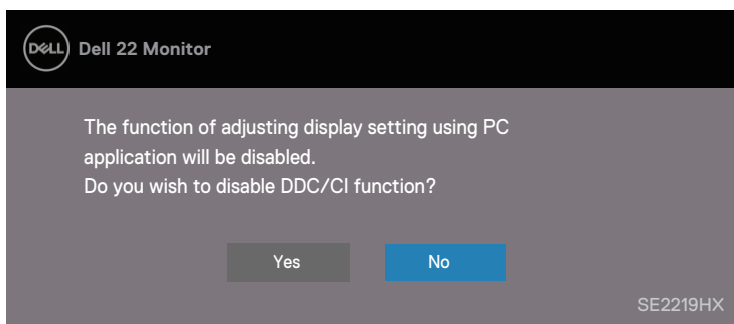 DELL Dell 22 Monitor
The function of adjusting display setting using PC
application will be disabled.
Do you wish to disable DDC/CI function?
Yes No
SE2219HX